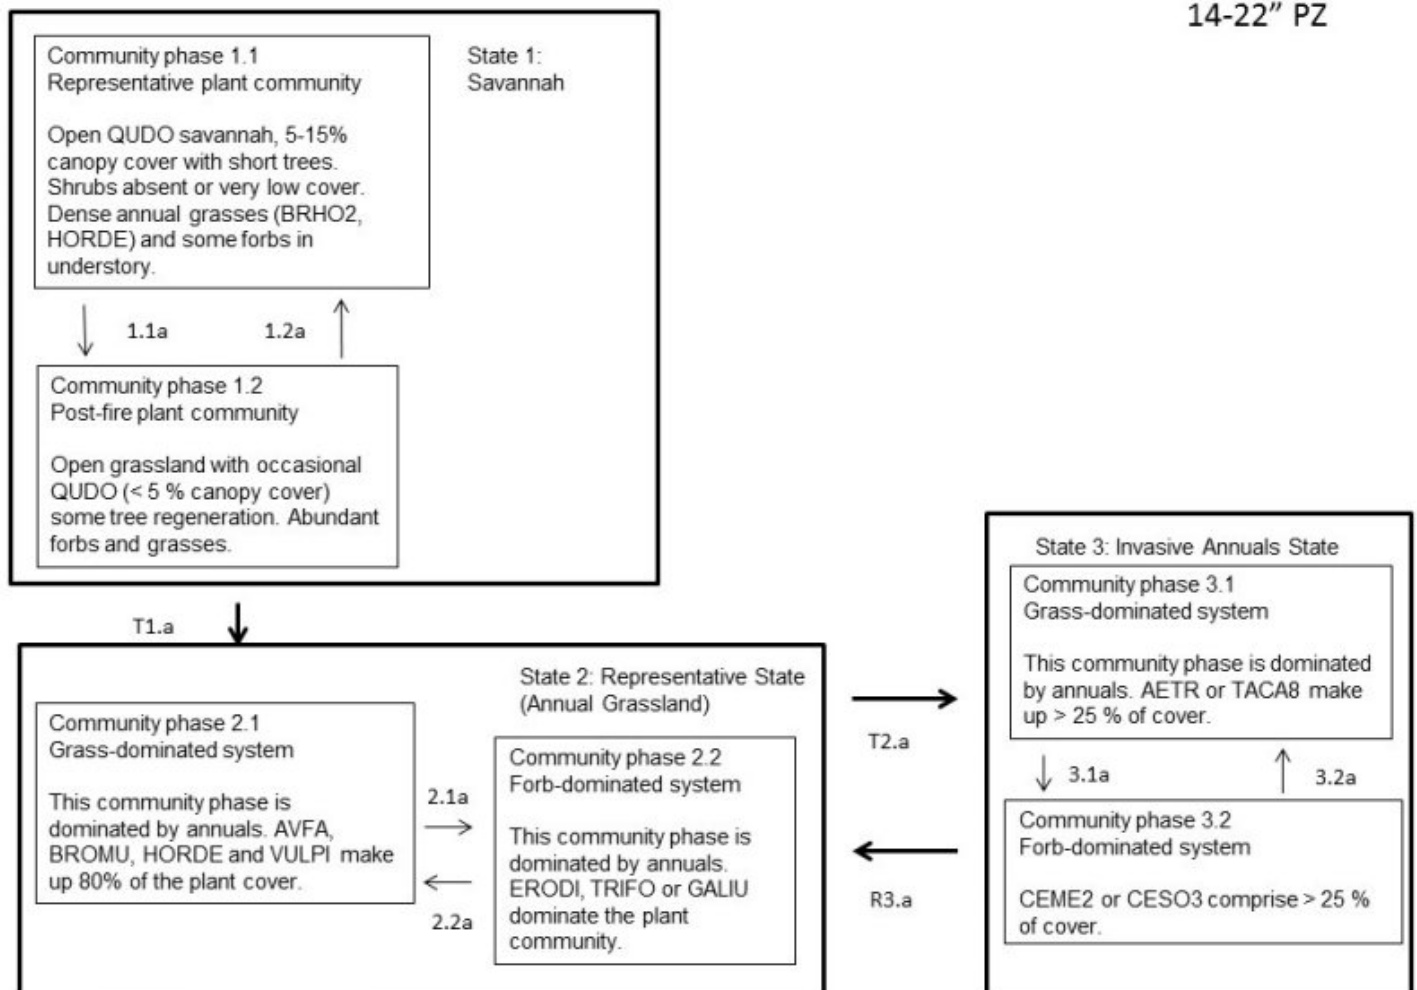 14-22" PZ
State 1:
Savannah
Community phase 1.1
Representative plant community
Open QUDO savannah, 5-15%
canopy cover with short trees.
Shrubs absent or very low cover.
Dense annual grasses (BRHO2,
HORDE) and some forbs in
understory.
1.1a
1.2a
Community phase 1.2
Post-fire plant community
Open grassland with occasional
QUDO (< 5 % canopy cover)
some tree regeneration. Abundant
forbs and grasses.
T1.a
State 2: Representative State
(Annual Grassland)
Community phase 2.1
Grass-dominated system
This community phase is
dominated by annuals. AVFA,
BROMU, HORDE and VULPI make
up 80% of the plant cover.
2.1a
2.2a
Community phase 2.2
Forb-dominated system
This community phase is
dominated by annuals.
ERODI, TRIFO or GALIU
dominate the plant
community.
T2.a
R3.a
State 3: Invasive Annuals State
Community phase 3.1
Grass-dominated system
This community phase is dominated
by annuals. AETR or TACA8 make
up > 25 % of cover.
3.1a
3.2a
Community phase 3.2
Forb-dominated system
CEME2 or CESO3 comprise > 25 %
of cover.